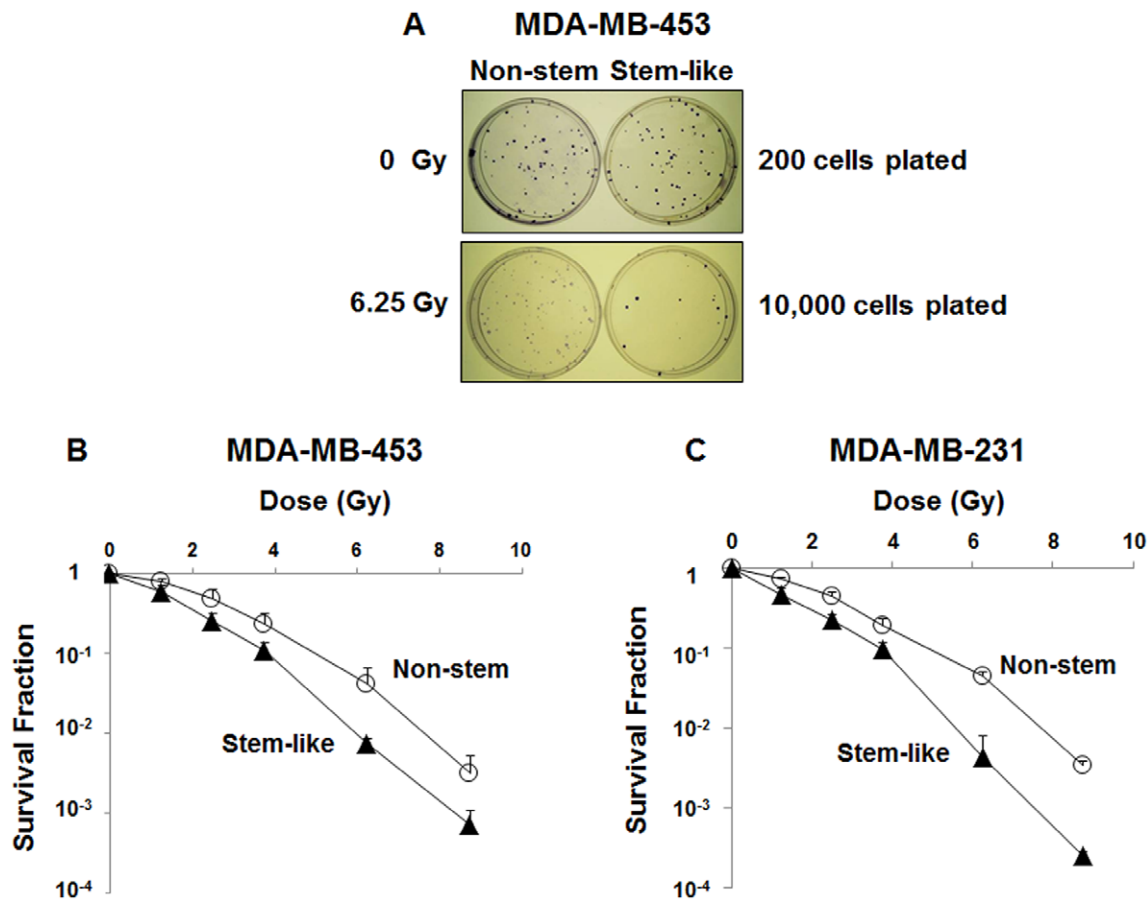 A MDA-MB-453
Non-stem Stem-like
0 Gy 200 cells plated
6.25 Gy 10,000 cells plated
B MDA-MB-453
Dose (Gy)
0 2 4 6 8 10
1
10-1
10-2
10-3
10-4
Survival Fraction
Non-stem
Stem-like
C MDA-MB-231
Dose (Gy)
0 2 4 6 8 10
1
10-1
10-2
10-3
10-4
Survival Fraction
Non-stem
Stem-like